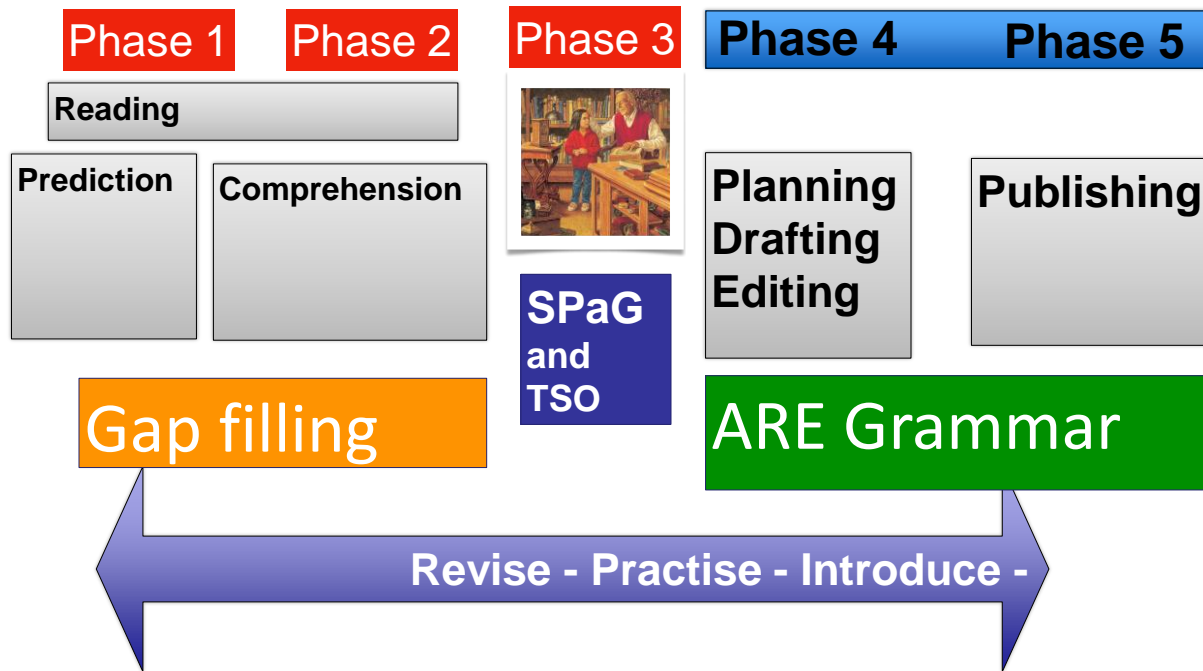 Phase 1
Phase 2
Phase 3
Phase 4
Phase 5
Reading
Prediction
Comprehension
Planning
Drafting
Editing
Publishing
SPaG
and
TSO
Gap filling
ARE Grammar
Revise - Practise - Introduce -